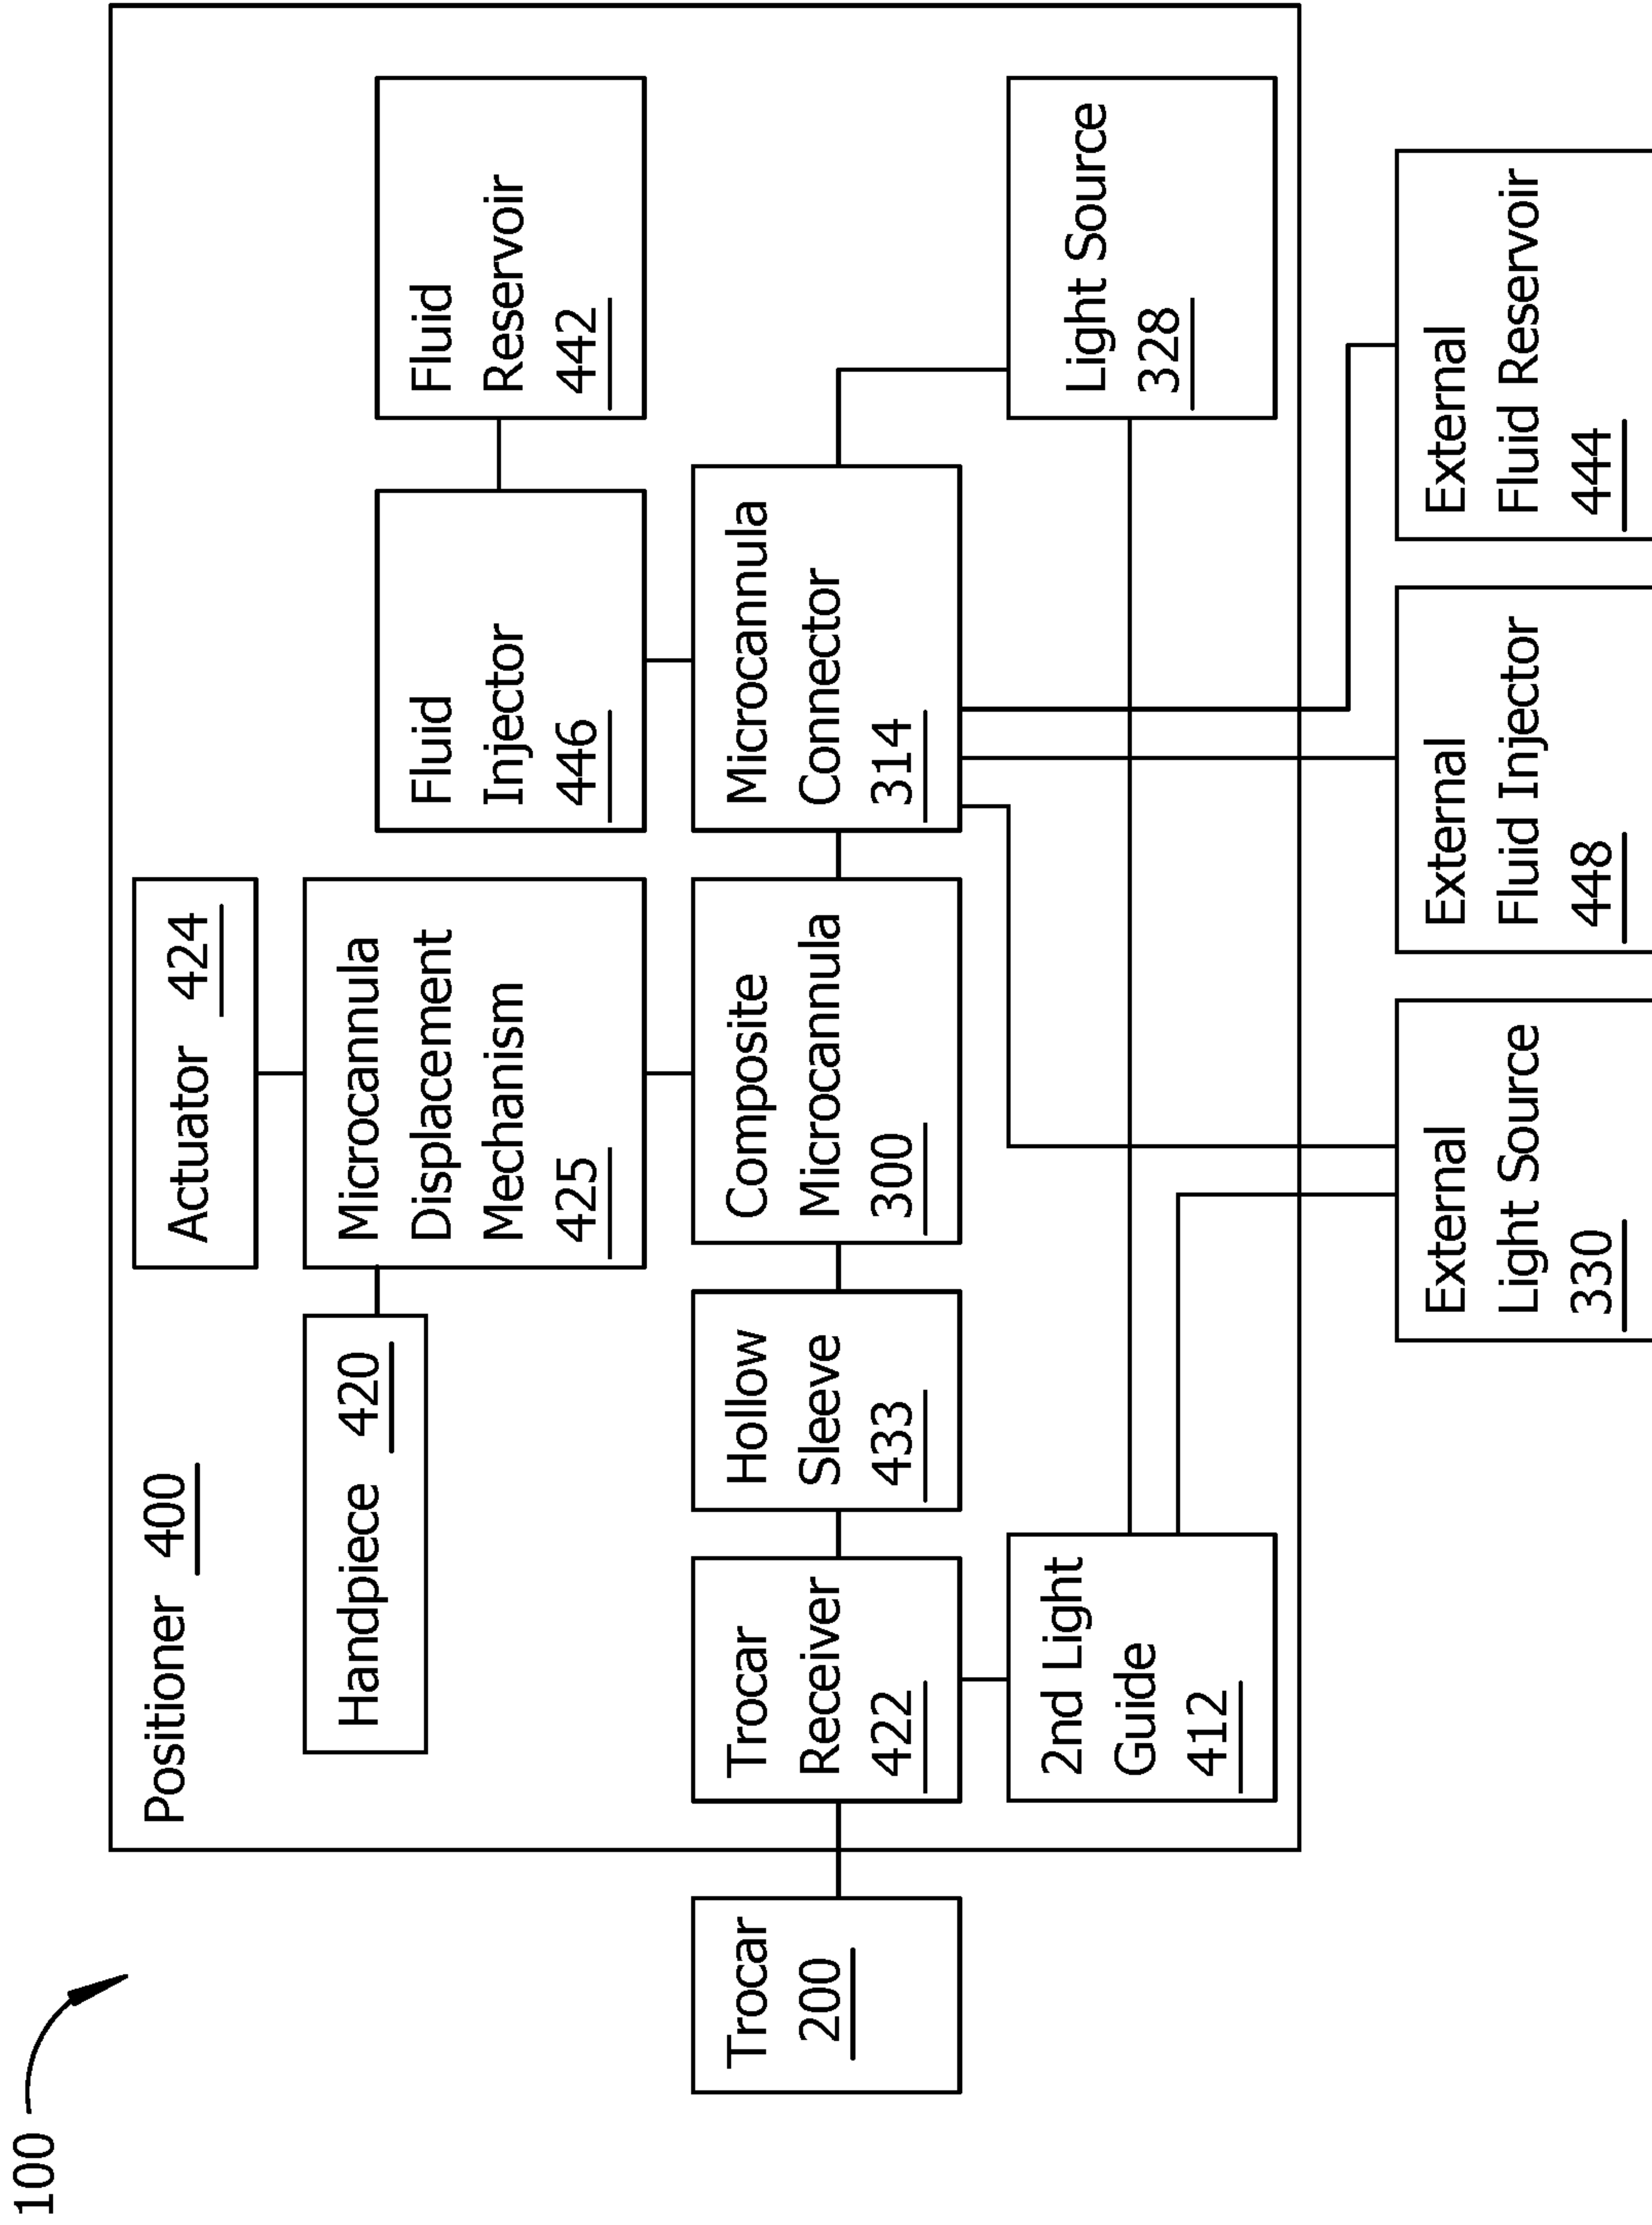 100
Positioner 400
Actuator 424
Handpiece 420
Microcannula
Displacement
Mechanism
425
Fluid
Injector
446
Fluid
Reservoir
442
Trocar
200
Trocar
Receiver
422
Hollow
Sleeve
433
Composite
Microcannula
300
Microcannula
Connector
314
2nd Light
Guide
412
Light Source
328
External
Light Source
330
External
Fluid Injector
448
External
Fluid Reservoir
444